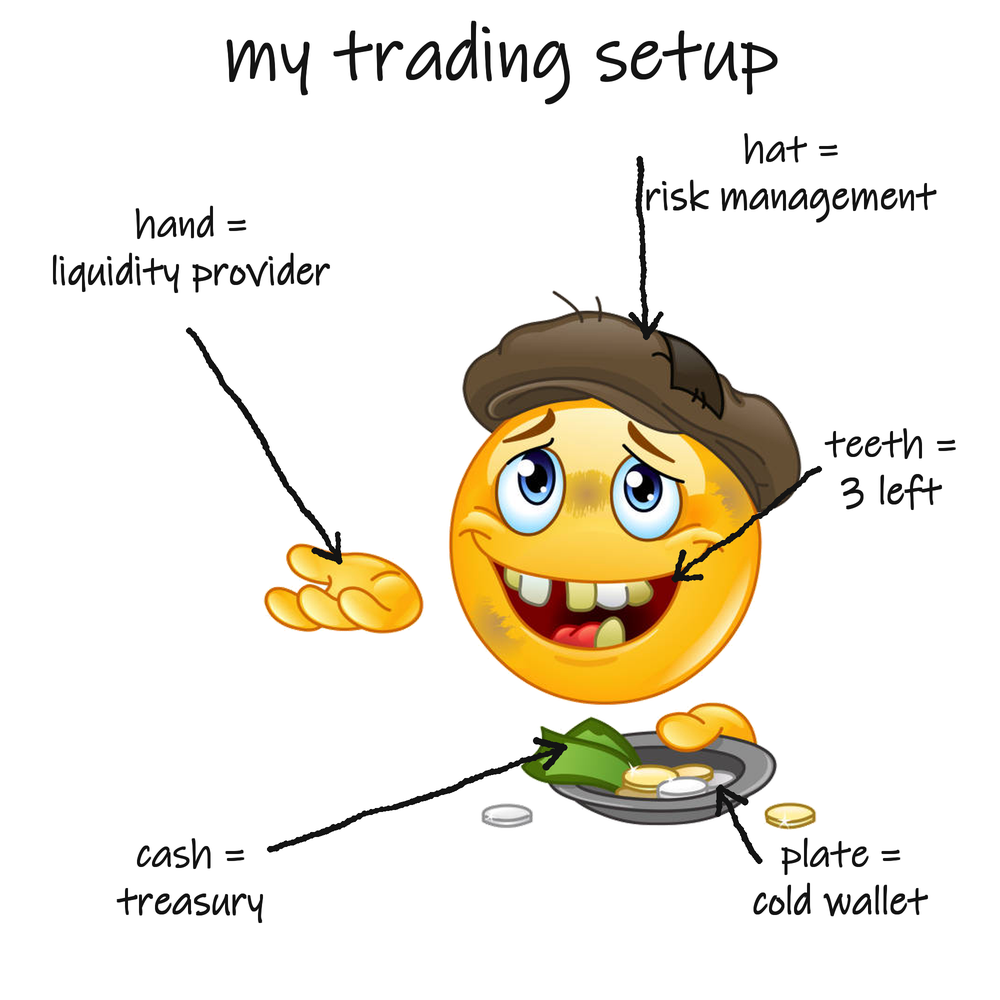 my trading setup
hat =
risk management
hand =
liquidity provider
teeth =
3 left
cash =
treasury
plate =
cold wallet